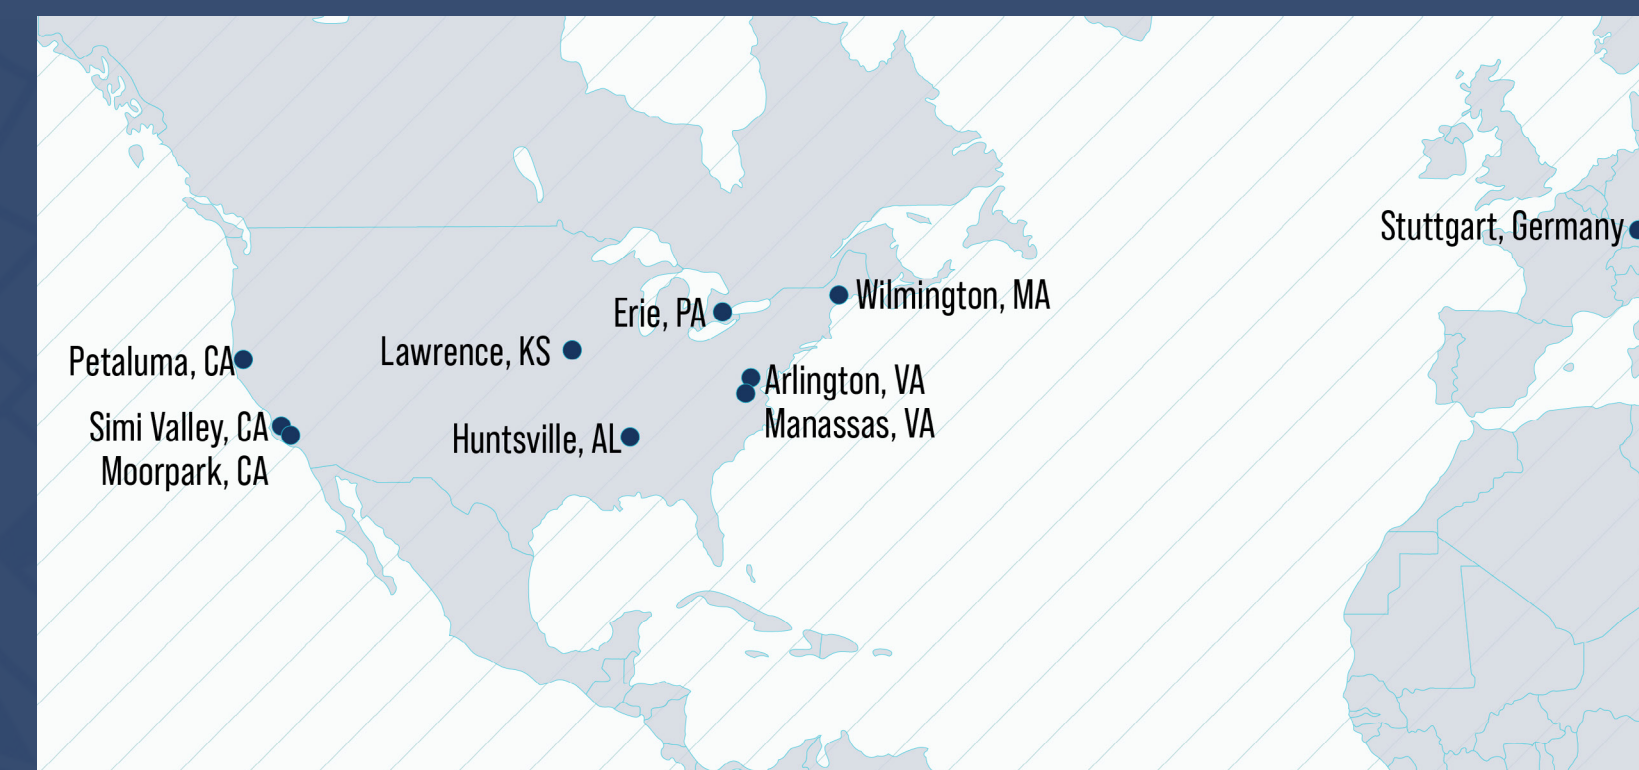 Stuttgart, Germany
Wilmington, MA
Erie, PA
Lawrence, KS
Petaluma, CA
Arlington, VA
Manassas, VA
Simi Valley, CA
Moorpark, CA
Huntsville, AL